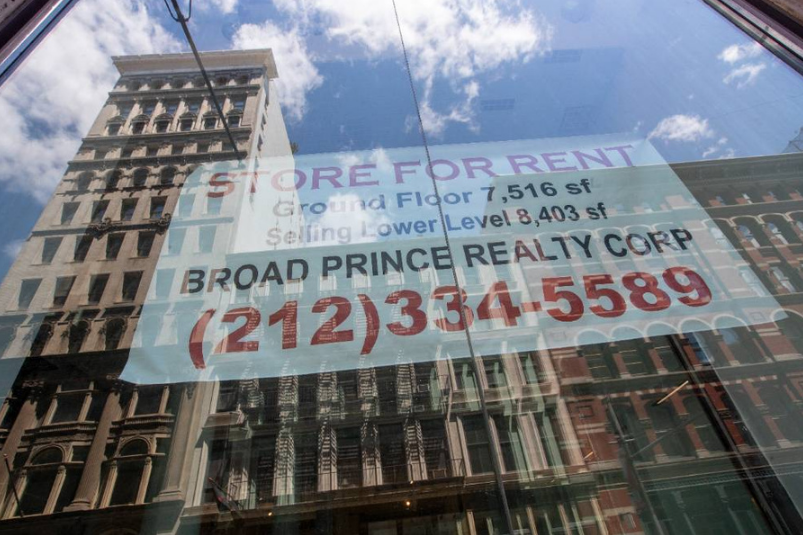 STORE FOR RENT
Ground Floor 7,516 sf
Selling Lower Level 8,403 sf
BROAD PRINCE REALTY CORP
(212)334-5589